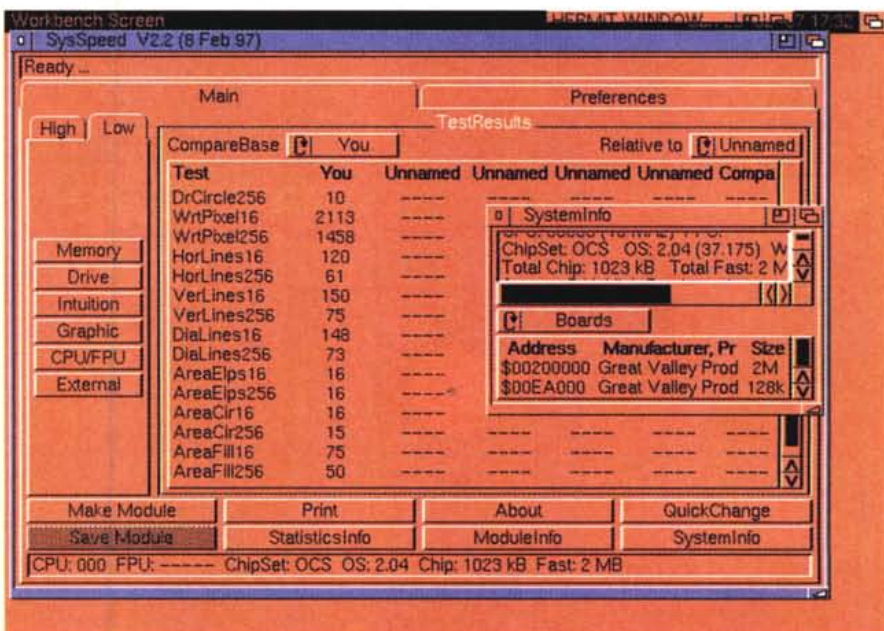 Workbench Screen
HERMIT WINDOW
SysSpeed V2.2 (8 Feb 97)
Ready ...
Main Preferences
High Low
TestResults
CompareBase You Relative to Unnamed
Test You Unnamed Unnamed Unnamed Unnamed Compa
DrCircle256 10 ---- ---- ---- ---- ----
WrtPixel16 2113 ----
WrtPixel256 1458 ----
HorLines16 120 ----
HorLines256 61 ----
VerLines16 150 ----
VerLines256 75 ----
DiaLines16 148 ----
DiaLines256 73 ----
AreaElps16 16 ----
AreaElps256 16 ----
AreaCir16 16 ----
AreaCir256 15 ---- ---- ---- ---- ----
AreaFill16 75 ---- ---- ---- ---- ----
AreaFill256 50 ---- ---- ---- ---- ----
Memory
Drive
Intuition
Graphic
CPU/FPU
External
SystemInfo
ChipSet: OCS OS: 2.04 (37.175) W
Total Chip: 1023 kB Total Fast: 2 M
Boards
Address Manufacturer, Pr Size
$00200000 Great Valley Prod 2M
$00EA000 Great Valley Prod 128k
Make Module Print About QuickChange
Save Module StatisticsInfo ModuleInfo SystemInfo
CPU: 000 FPU: ----- ChipSet: OCS OS: 2.04 Chip: 1023 kB Fast: 2 MB